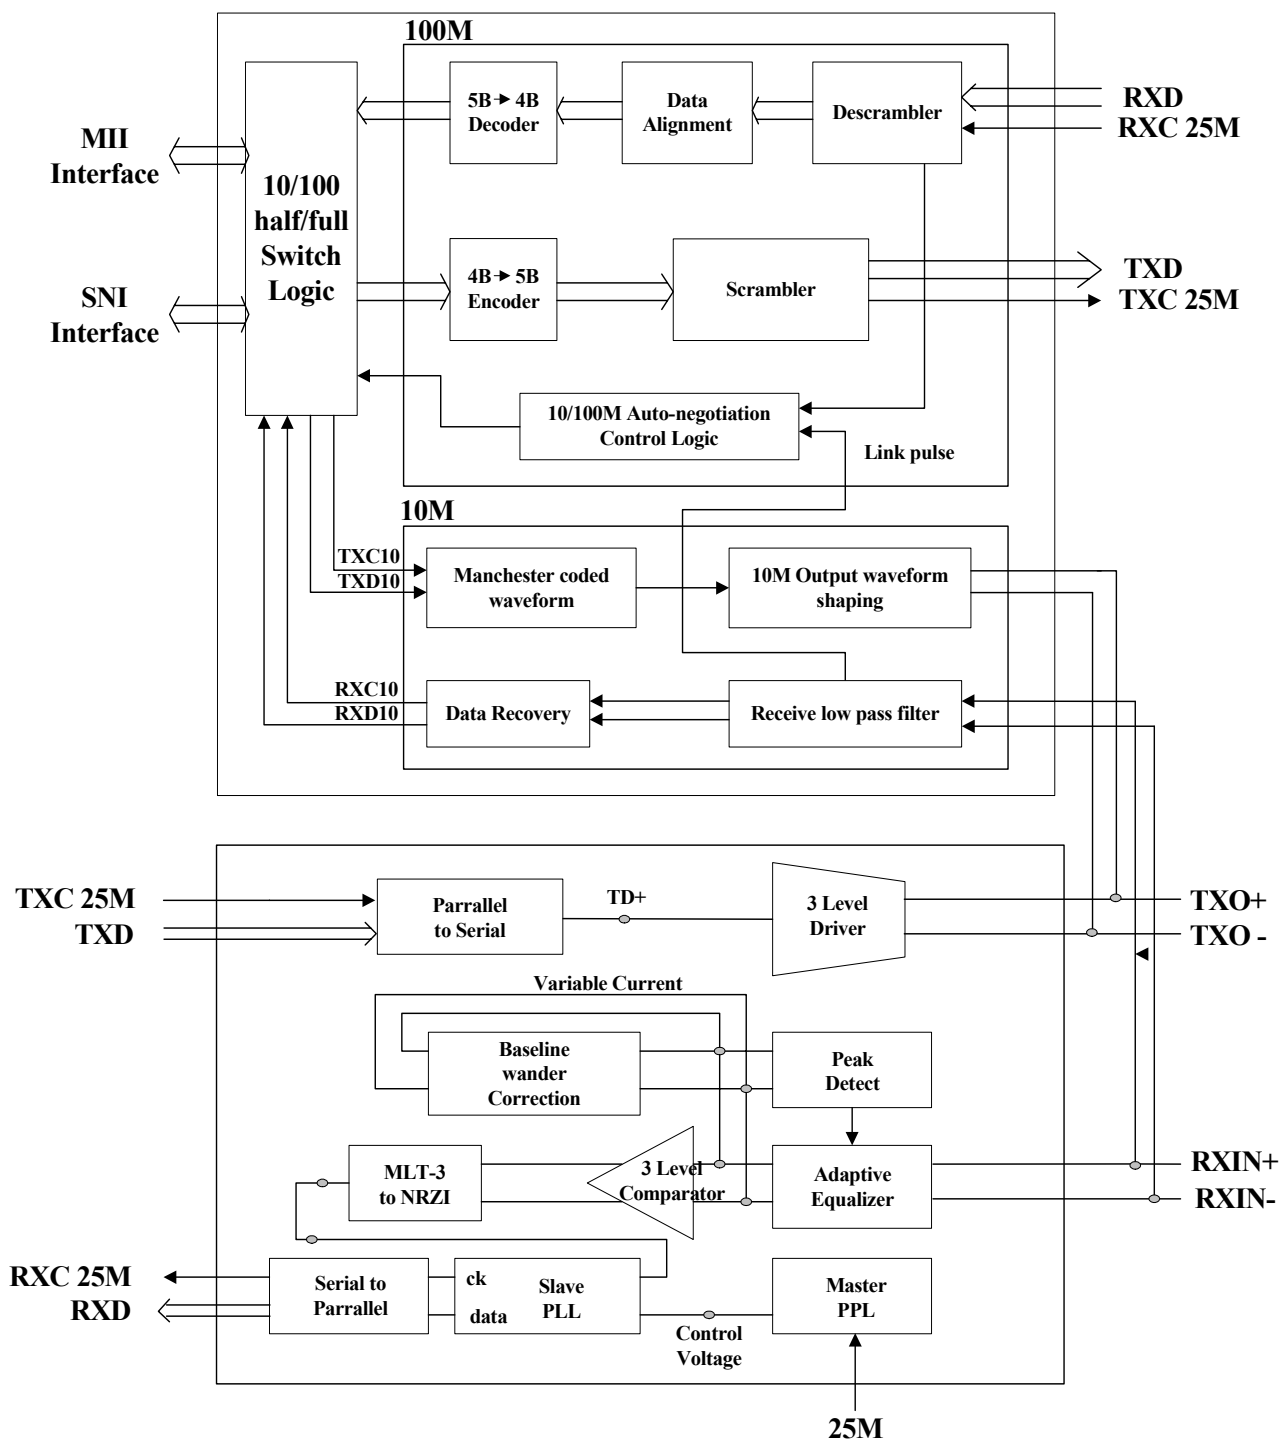 100M
5B→4B
Decoder
Data
Alignment
Descrambler
RXD
RXC 25M
MII
Interface
10/100
half/full
Switch
Logic
4B→5B
Encoder
Scrambler
TXD
TXC 25M
SNI
Interface
10/100M Auto-negotiation
Control Logic
Link pulse
10M
TXC10
TXD10
Manchester coded
waveform
10M Output waveform
shaping
RXC10
RXD10
Data Recovery
Receive low pass filter
TXC 25M
TXD
Parrallel
to Serial
TD+
3 Level
Driver
TXO+
TXO -
Variable Current
Baseline
wander
Correction
Peak
Detect
MLT-3
to NRZI
3 Level
Comparator
Adaptive
Equalizer
RXIN+
RXIN-
RXC 25M
RXD
Serial to
Parrallel
ck
data
Slave
PLL
Control
Voltage
Master
PPL
25M